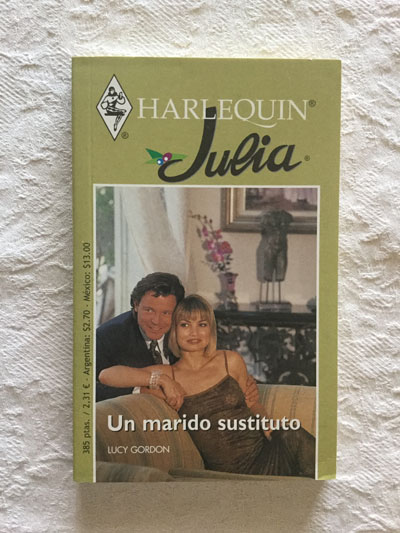 HARLEQUIN®
Julia®
385 ptas. / 2,31 € - Argentina: $2.70 - México: $13.00
Un marido sustituto
LUCY GORDON